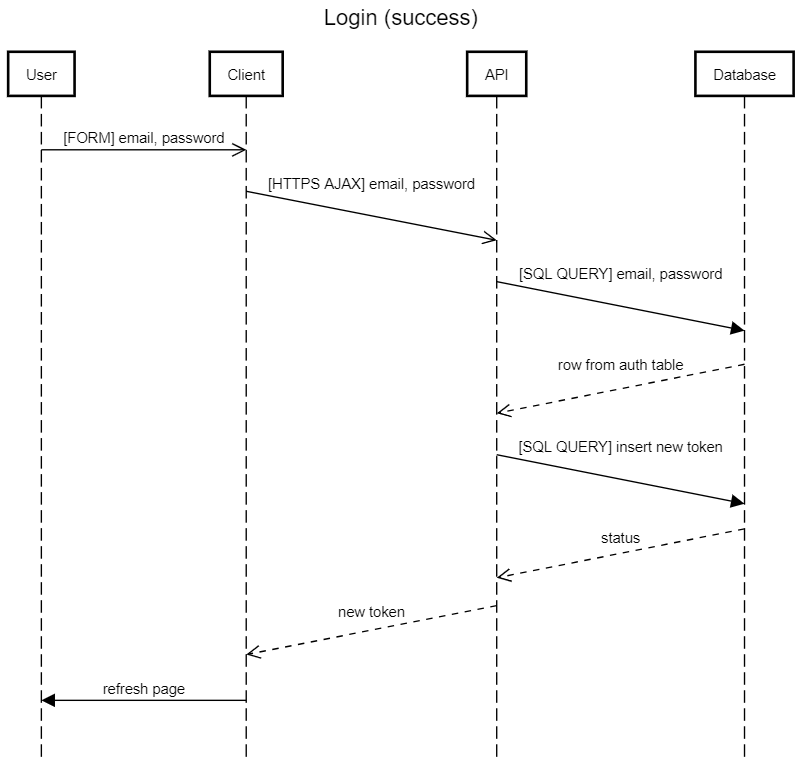 Login (success)
User
Client
API
Database
[FORM] email, password
[HTTPS AJAX] email, password
[SQL QUERY] email, password
row from auth table
[SQL QUERY] insert new token
status
new token
refresh page